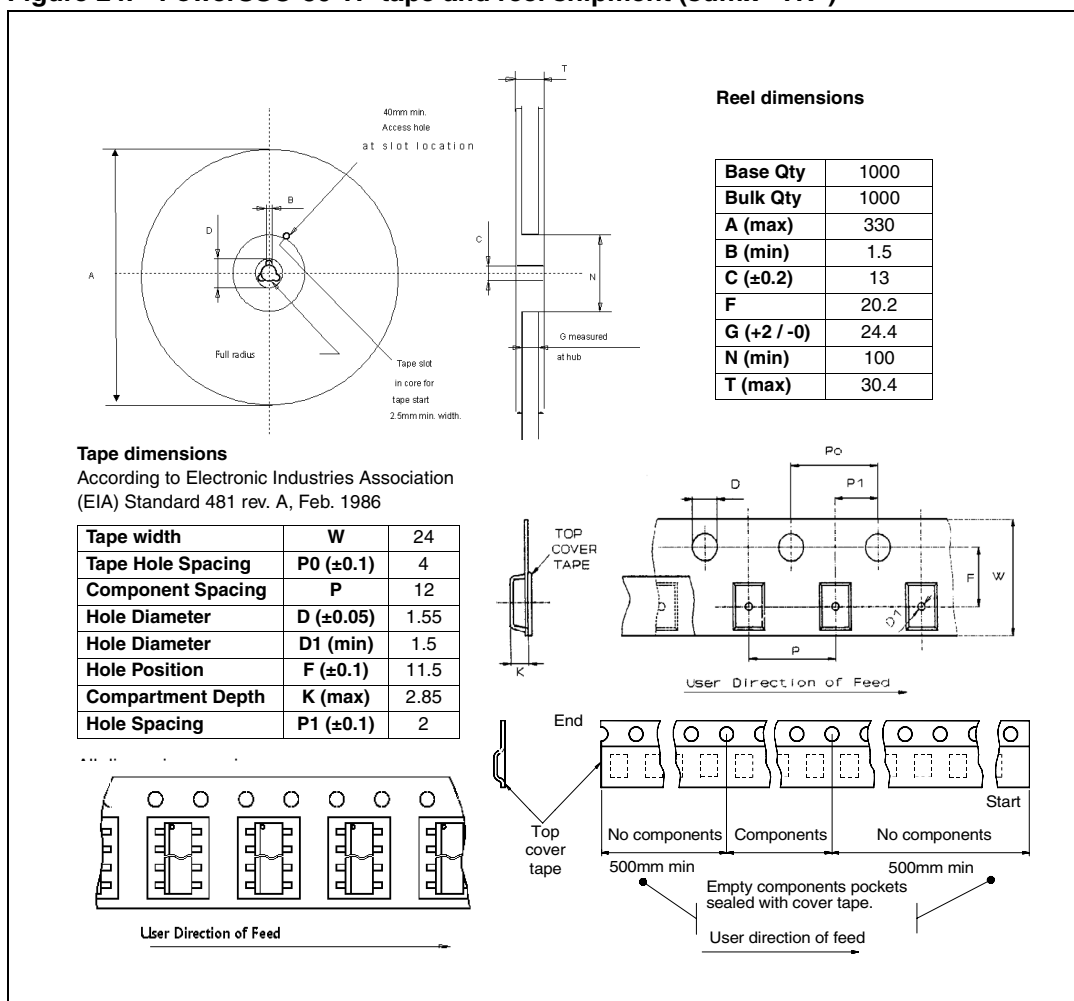 T
40mm min.
Access hole
at slot location
B
D
C
A
N
G measured
at hub
Full radius
Tape slot
in core for
tape start
2.5mm min. width.
Reel dimensions
Base Qty 1000
Bulk Qty 1000
A (max) 330
B (min) 1.5
C (±0.2) 13
F 20.2
G (+2 / -0) 24.4
N (min) 100
T (max) 30.4
Tape dimensions
According to Electronic Industries Association
(EIA) Standard 481 rev. A, Feb. 1986
Tape width W 24
Tape Hole Spacing P0 (±0.1) 4
Component Spacing P 12
Hole Diameter D (±0.05) 1.55
Hole Diameter D1 (min) 1.5
Hole Position F (±0.1) 11.5
Compartment Depth K (max) 2.85
Hole Spacing P1 (±0.1) 2
Po
D
P1
TOP
COVER
TAPE
F
W
D1
K
P
User Direction of Feed
End
Start
Top
cover
tape
No components Components No components
500mm min 500mm min
Empty components pockets
sealed with cover tape.
User direction of feed
User Direction of Feed